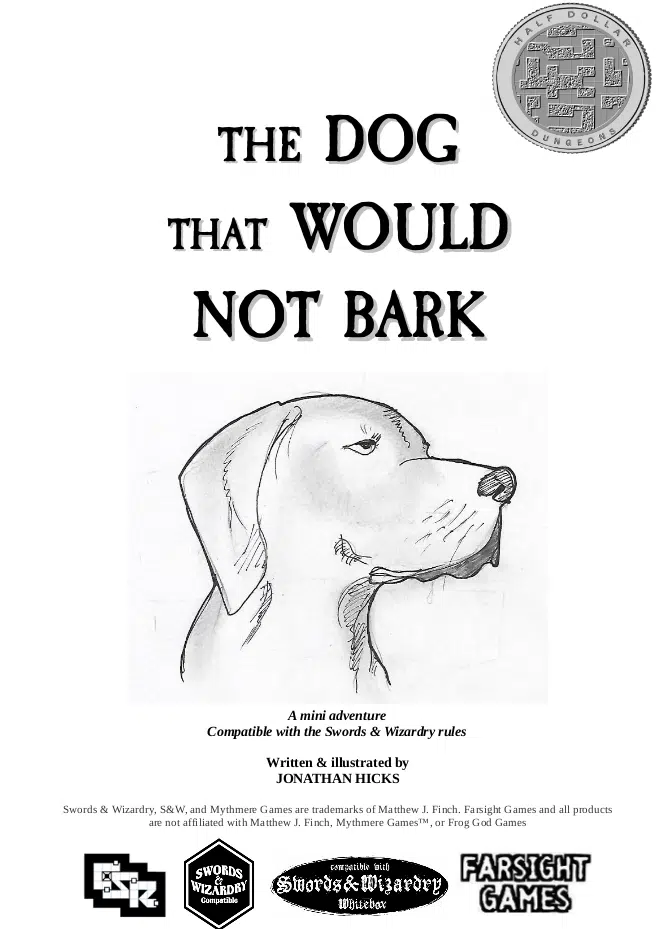 HALF DOLLAR
DUNGEONS
THE DOG
THAT WOULD
NOT BARK
A mini adventure
Compatible with the Swords & Wizardry rules
Written & illustrated by
JONATHAN HICKS
Swords & Wizardry, S&W, and Mythmere Games are trademarks of Matthew J. Finch. Farsight Games and all products
are not affiliated with Matthew J. Finch, Mythmere Games™, or Frog God Games
OSR
SWORDS
& WIZARDRY
Compatible
compatible with
Swords & Wizardry
Whitebox
FARSIGHT
GAMES